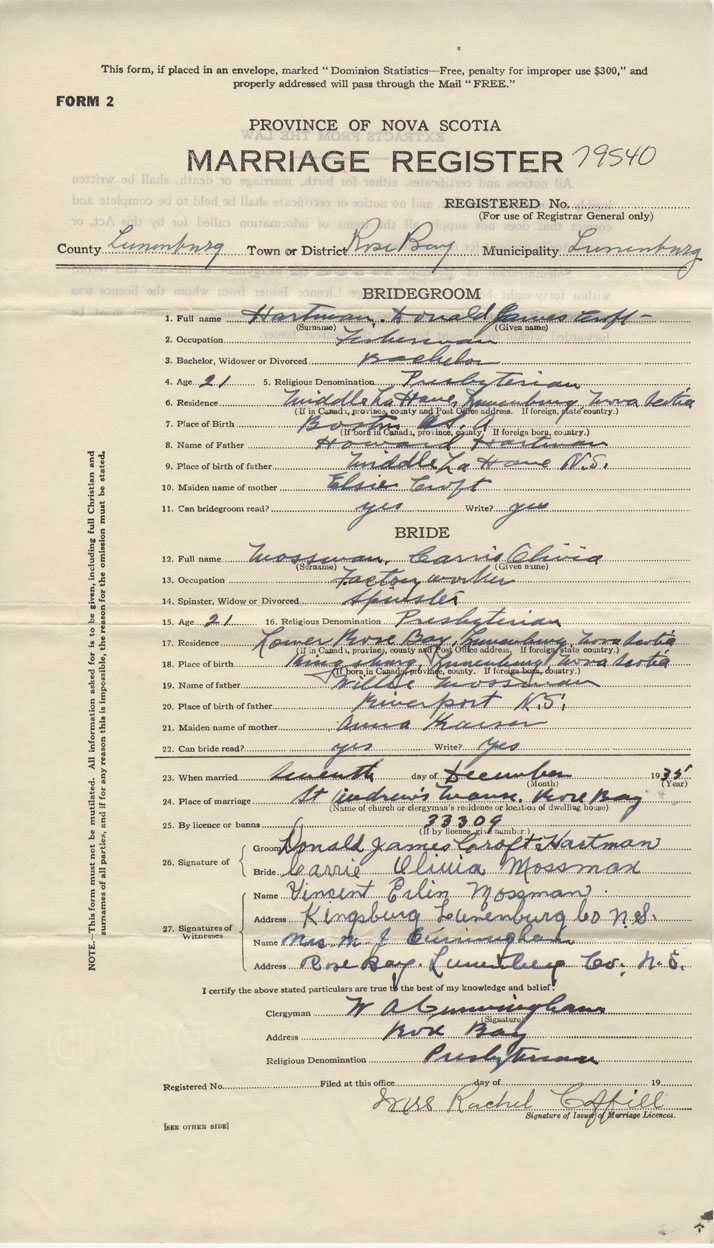 This form, if placed in an envelope, marked "Dominion Statistics—Free, penalty for improper use $300," and
properly addressed will pass through the Mail "FREE."
FORM 2
PROVINCE OF NOVA SCOTIA
MARRIAGE REGISTER 79540
REGISTERED No.
(For use of Registrar General only)
County Lunenburg Town or District Rose Bay Municipality Lunenburg
BRIDEGROOM
1. Full name Hartman, Donald James Croft
(Surname) (Given name)
2. Occupation Fisherman
3. Bachelor, Widower or Divorced Bachelor
4. Age 21 5. Religious Denomination Presbyterian
6. Residence Middle La Have, Lunenburg Nova Scotia
(If in Canada, province, county and Post Office address. If foreign, state country.)
7. Place of Birth Boston
(If born in Canada, province, county. If foreign born, country.)
8. Name of Father Howard Hartman
9. Place of birth of father Middle La Have N.S.
10. Maiden name of mother Elsie Croft
11. Can bridegroom read? yes Write? yes
BRIDE
12. Full name Mossman, Carrie Olivia
(Surname) (Given name)
13. Occupation Factory worker
14. Spinster, Widow or Divorced Spinster
15. Age 21 16. Religious Denomination Presbyterian
17. Residence Lower Rose Bay, Lunenburg, Nova Scotia
(If in Canada, province, county and Post Office address. If foreign, state country.)
18. Place of birth Kingsburg, Lunenburg, Nova Scotia
(If born in Canada, province, county. If foreign born, country.)
19. Name of father Mossman
20. Place of birth of father Riverport N.S.
21. Maiden name of mother Anna Kaiser
22. Can bride read? yes Write? yes
23. When married Seventh day of December 1935
(Month) (Year)
24. Place of marriage St Andrew's Manse, Rose Bay
(Name of church or clergyman's residence or location of dwelling house)
25. By licence or banns 33309
(If by licence, give number.)
26. Signature of
Groom Donald James Croft Hartman
Bride Carrie Olivia Mossman
27. Signatures of Witnesses
Name Vincent Erlin Mossman
Address Kingsburg Lunenburg Co N.S.
Name Mrs W. J. Cunningham
Address Rose Bay. Lunenburg Co. N.S.
I certify the above stated particulars are true to the best of my knowledge and belief.
Clergyman W A Cunningham
(Signature)
Address Rose Bay
Religious Denomination Presbyterian
Registered No. Filed at this office day of 19
Mrs Rachel
Signature of Issuer of Marriage Licences.
[SEE OTHER SIDE]
NOTE.—This form must not be mutilated. All information asked for is to be given, including full Christian and
surnames of all parties, and if for any reason this is impossible, the reason for the omission must be stated.